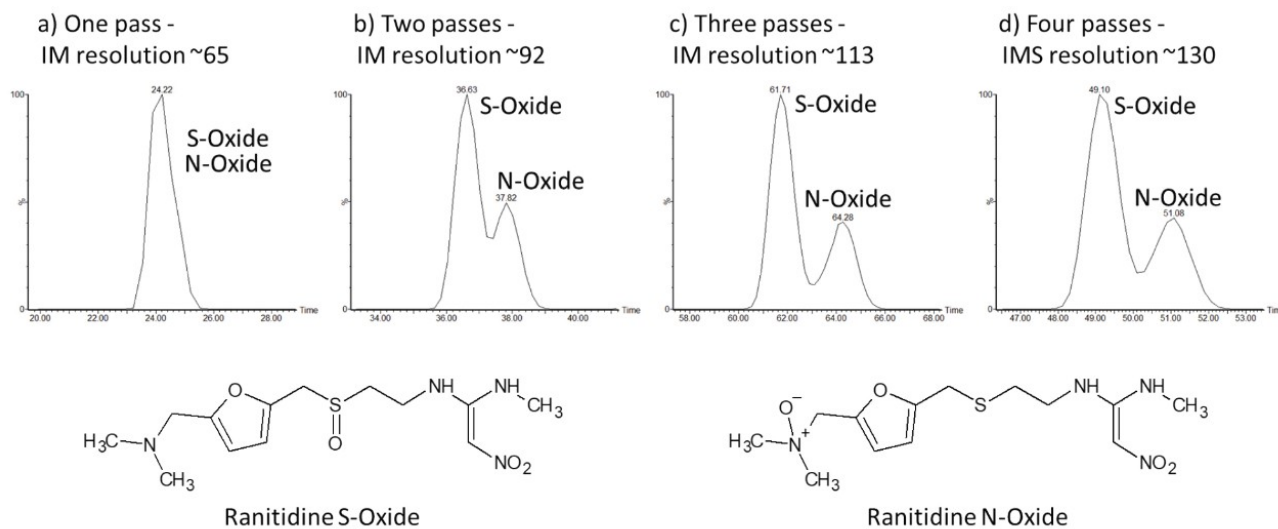 a) One pass -
IM resolution ~65
b) Two passes -
IM resolution ~92
c) Three passes -
IM resolution ~113
d) Four passes -
IMS resolution ~130
100
24.22
S-Oxide
N-Oxide
%
0
20.00 22.00 24.00 26.00 28.00 Time
100
36.63
S-Oxide
N-Oxide
37.82
%
0
34.00 36.00 38.00 40.00 Time
100
61.71
S-Oxide
N-Oxide
64.28
%
0
58.00 60.00 62.00 64.00 66.00 68.00 Time
100
49.10
S-Oxide
N-Oxide
51.08
%
0
47.00 48.00 49.00 50.00 51.00 52.00 53.00 Time
O
S
O
NH
NH
CH₃
NO₂
H₃C
N
CH₃
Ranitidine S-Oxide
O⁻
O
S
NH
NH
CH₃
NO₂
H₃C
N⁺
CH₃
Ranitidine N-Oxide